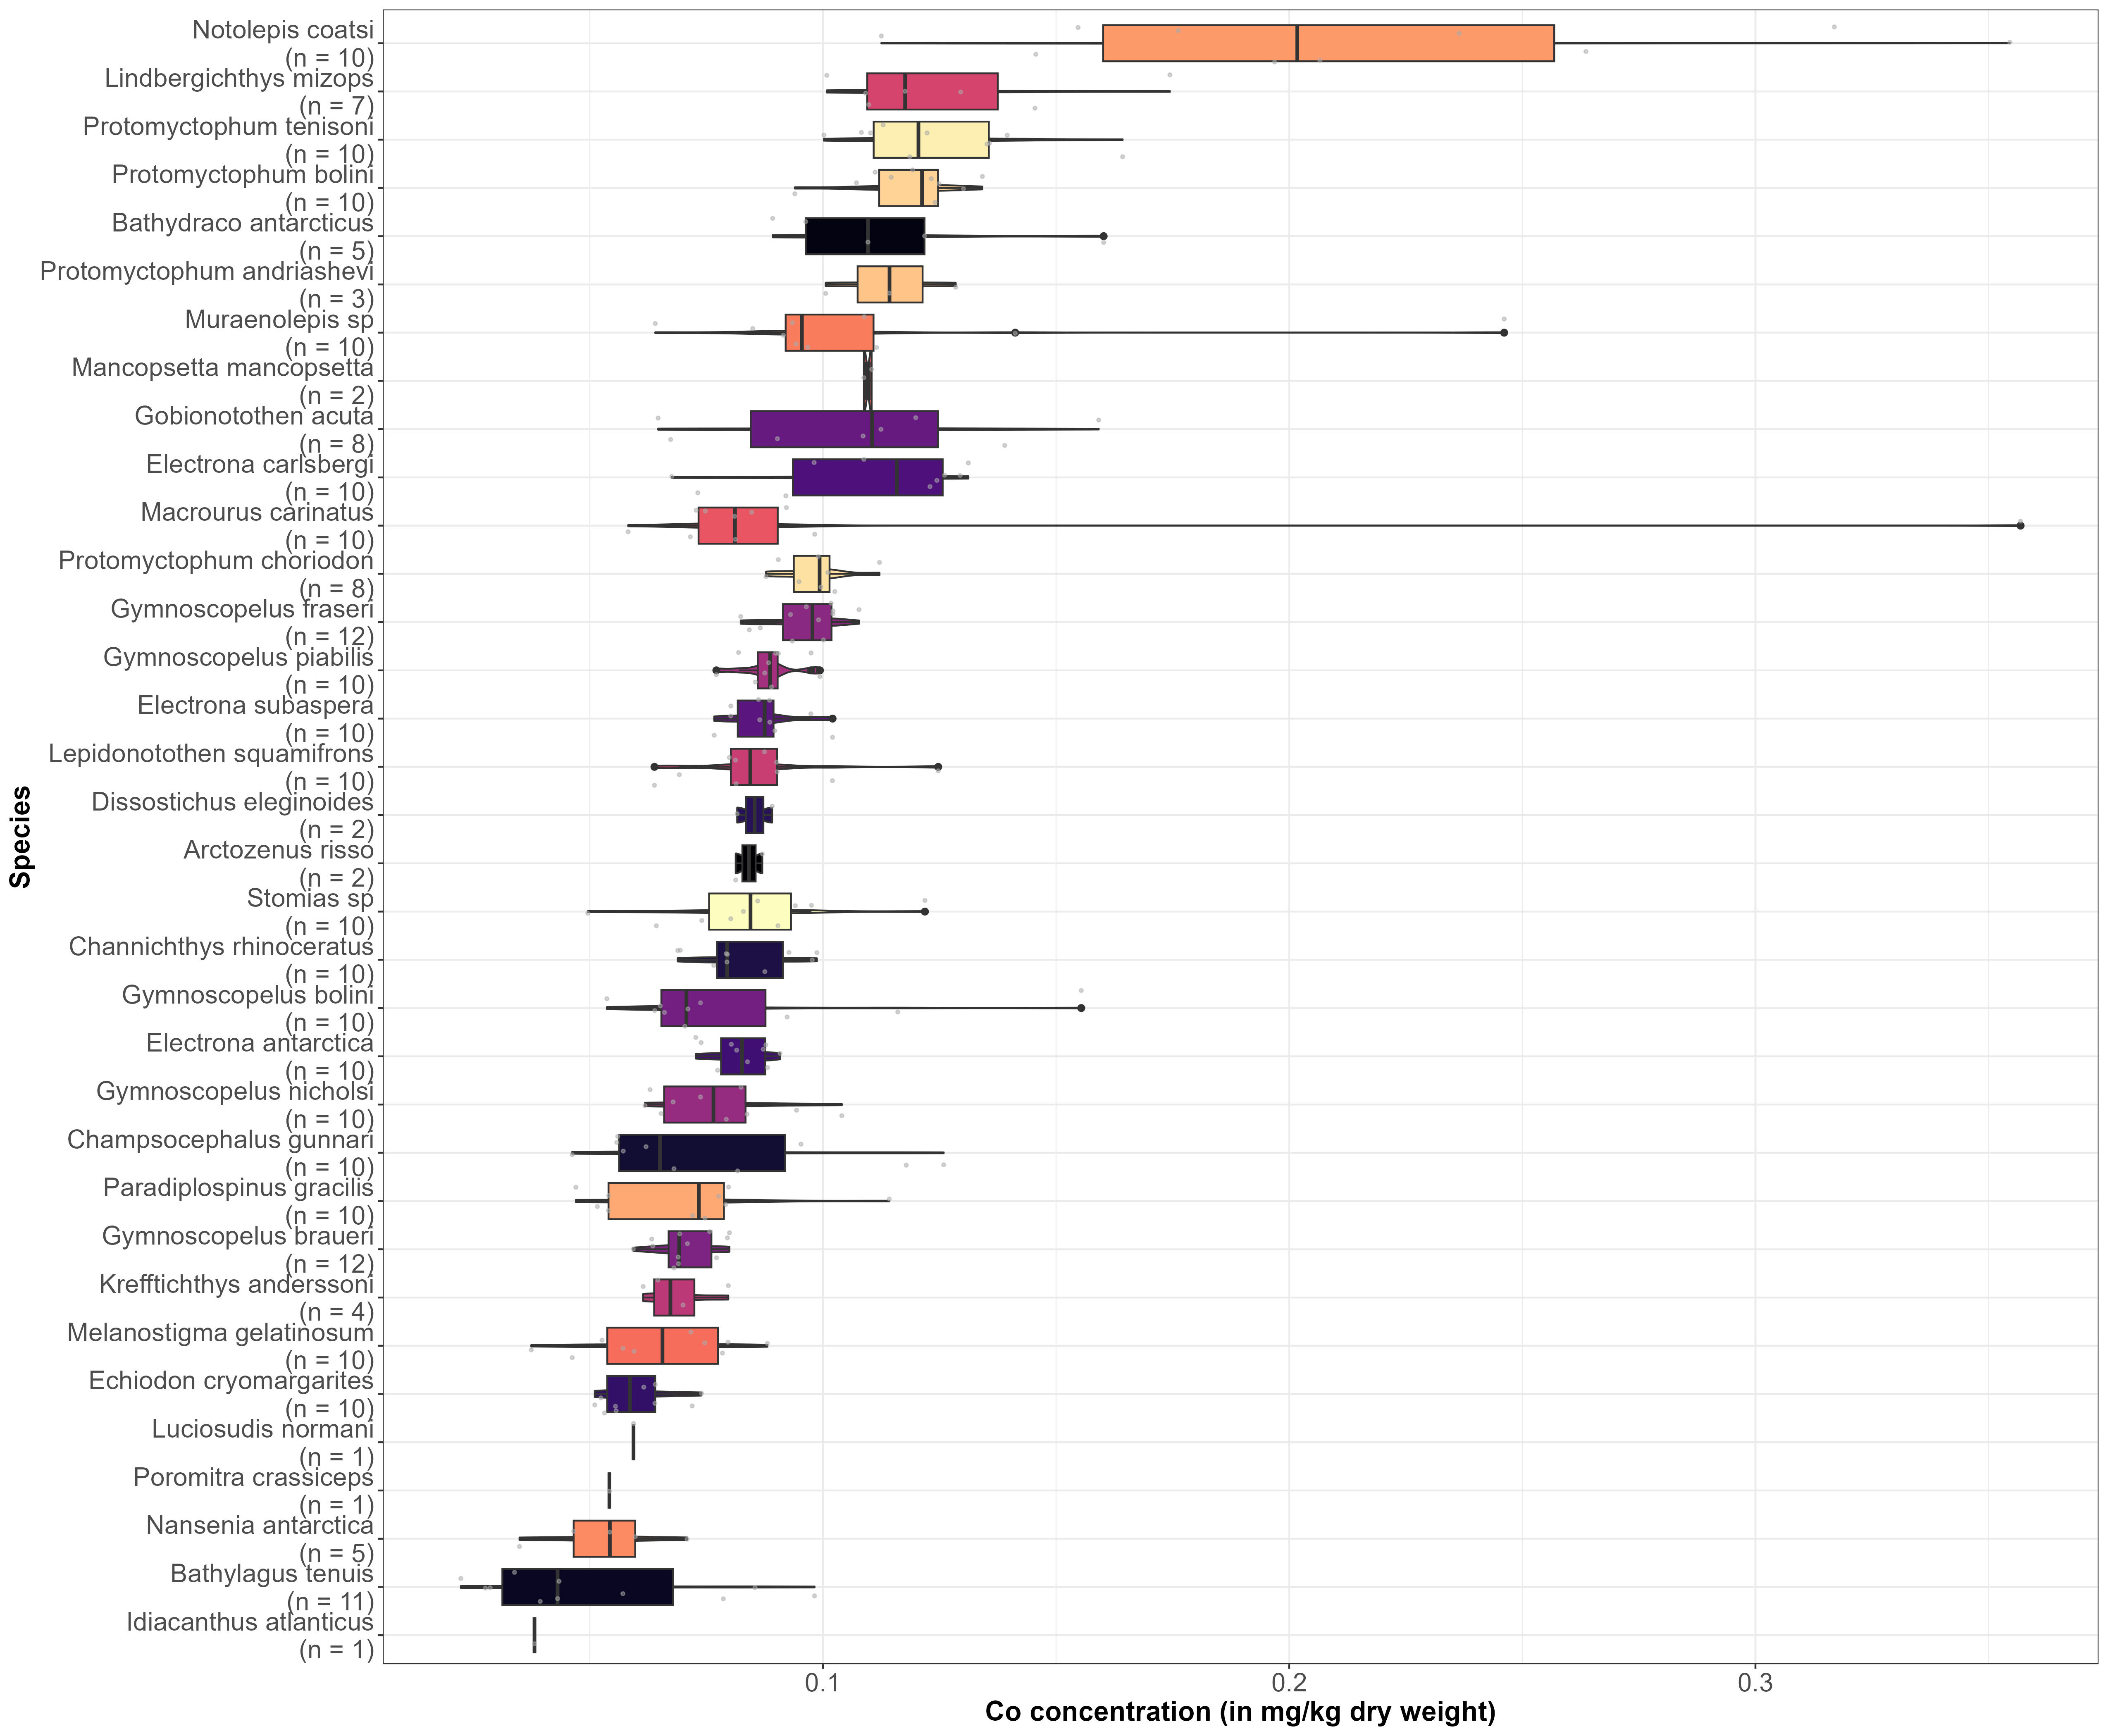 Notolepis coatsi
(n = 10)
Lindbergichthys mizops
(n = 7)
Protomyctophum tenisoni
(n = 10)
Protomyctophum bolini
(n = 10)
Bathydraco antarcticus
(n = 5)
Protomyctophum andriashevi
(n = 3)
Muraenolepis sp
(n = 10)
Mancopsetta mancopsetta
(n = 2)
Gobionotothen acuta
(n = 8)
Electrona carlsbergi
(n = 10)
Macrourus carinatus
(n = 10)
Protomyctophum choriodon
(n = 8)
Gymnoscopelus fraseri
(n = 12)
Gymnoscopelus piabilis
(n = 10)
Electrona subaspera
(n = 10)
Lepidonotothen squamifrons
(n = 10)
Dissostichus eleginoides
(n = 2)
Arctozenus risso
(n = 2)
Stomias sp
(n = 10)
Channichthys rhinoceratus
(n = 10)
Gymnoscopelus bolini
(n = 10)
Electrona antarctica
(n = 10)
Gymnoscopelus nicholsi
(n = 10)
Champsocephalus gunnari
(n = 10)
Paradiplospinus gracilis
(n = 10)
Gymnoscopelus braueri
(n = 12)
Krefftichthys anderssoni
(n = 4)
Melanostigma gelatinosum
(n = 10)
Echiodon cryomargarites
(n = 10)
Luciosudis normani
(n = 1)
Poromitra crassiceps
(n = 1)
Nansenia antarctica
(n = 5)
Bathylagus tenuis
(n = 11)
Idiacanthus atlanticus
(n = 1)
Species
0.1 0.2 0.3
Co concentration (in mg/kg dry weight)